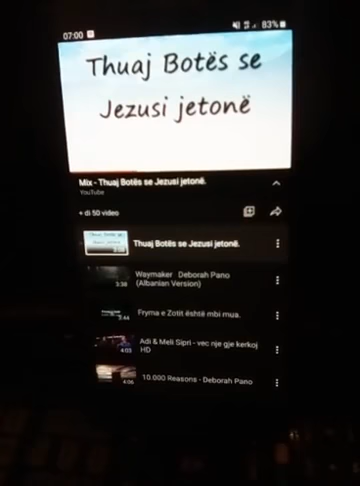 07:00
83%
Thuaj Botës se
Jezusi jetonë
Mix - Thuaj Botës se Jezusi jetonë.
YouTube
+ di 50 video
Thuaj Botës se Jezusi jetonë.
Waymaker Deborah Pano
(Albanian Version)
3:38
Fryma e Zotit është mbi mua.
3:44
Adi & Meli Sipri - vec nje gje kerkoj
HD
4:03
10.000 Reasons - Deborah Pano
4:06